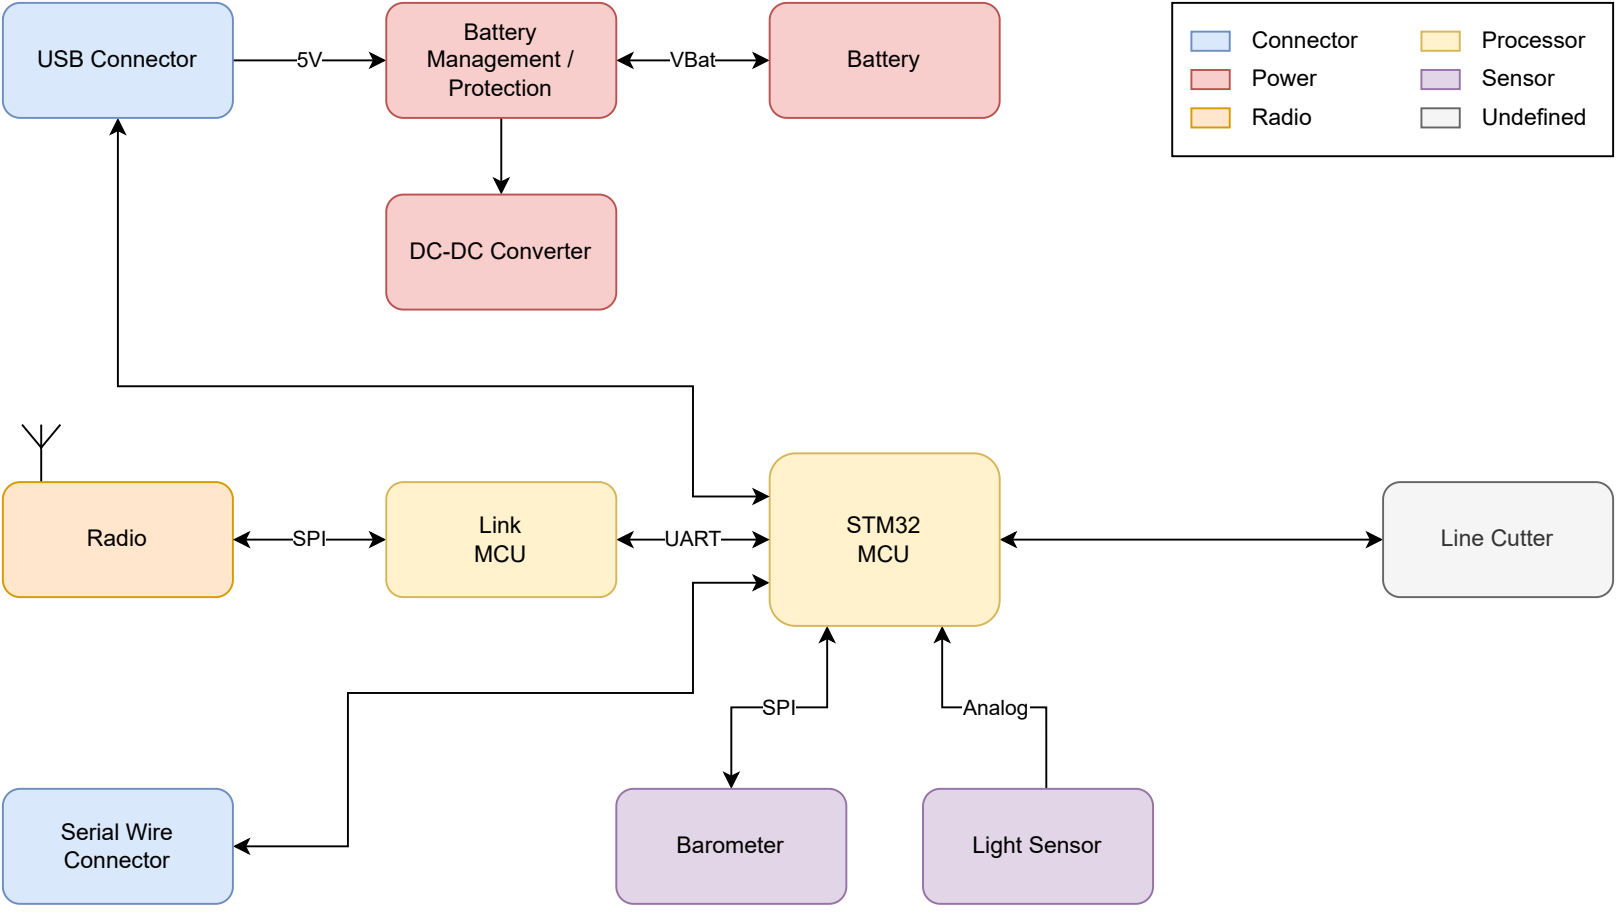 USB Connector
5V
Battery
Management /
Protection
VBat
Battery
Connector
Power
Radio
Processor
Sensor
Undefined
DC-DC Converter
Radio
SPI
Link
MCU
UART
STM32
MCU
Line Cutter
SPI
Analog
Serial Wire
Connector
Barometer
Light Sensor